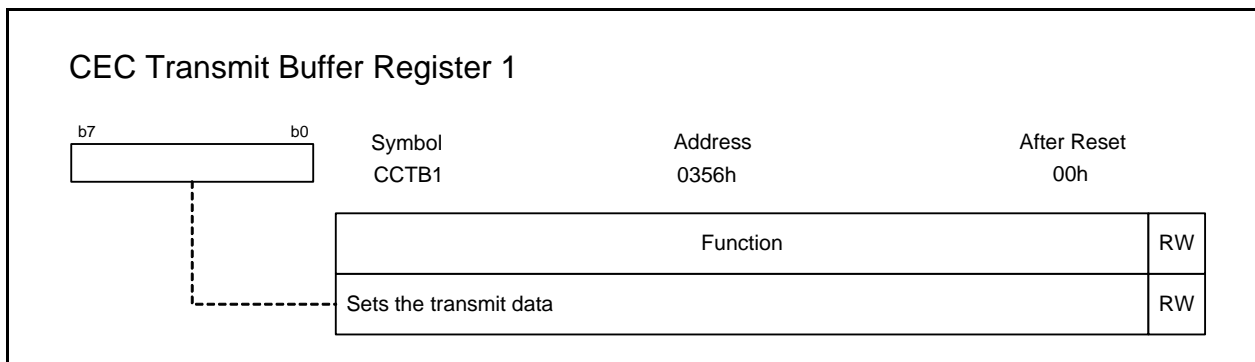 CEC Transmit Buffer Register 1
b7 b0 Symbol Address After Reset
CCTB1 0356h 00h
Function RW
Sets the transmit data RW